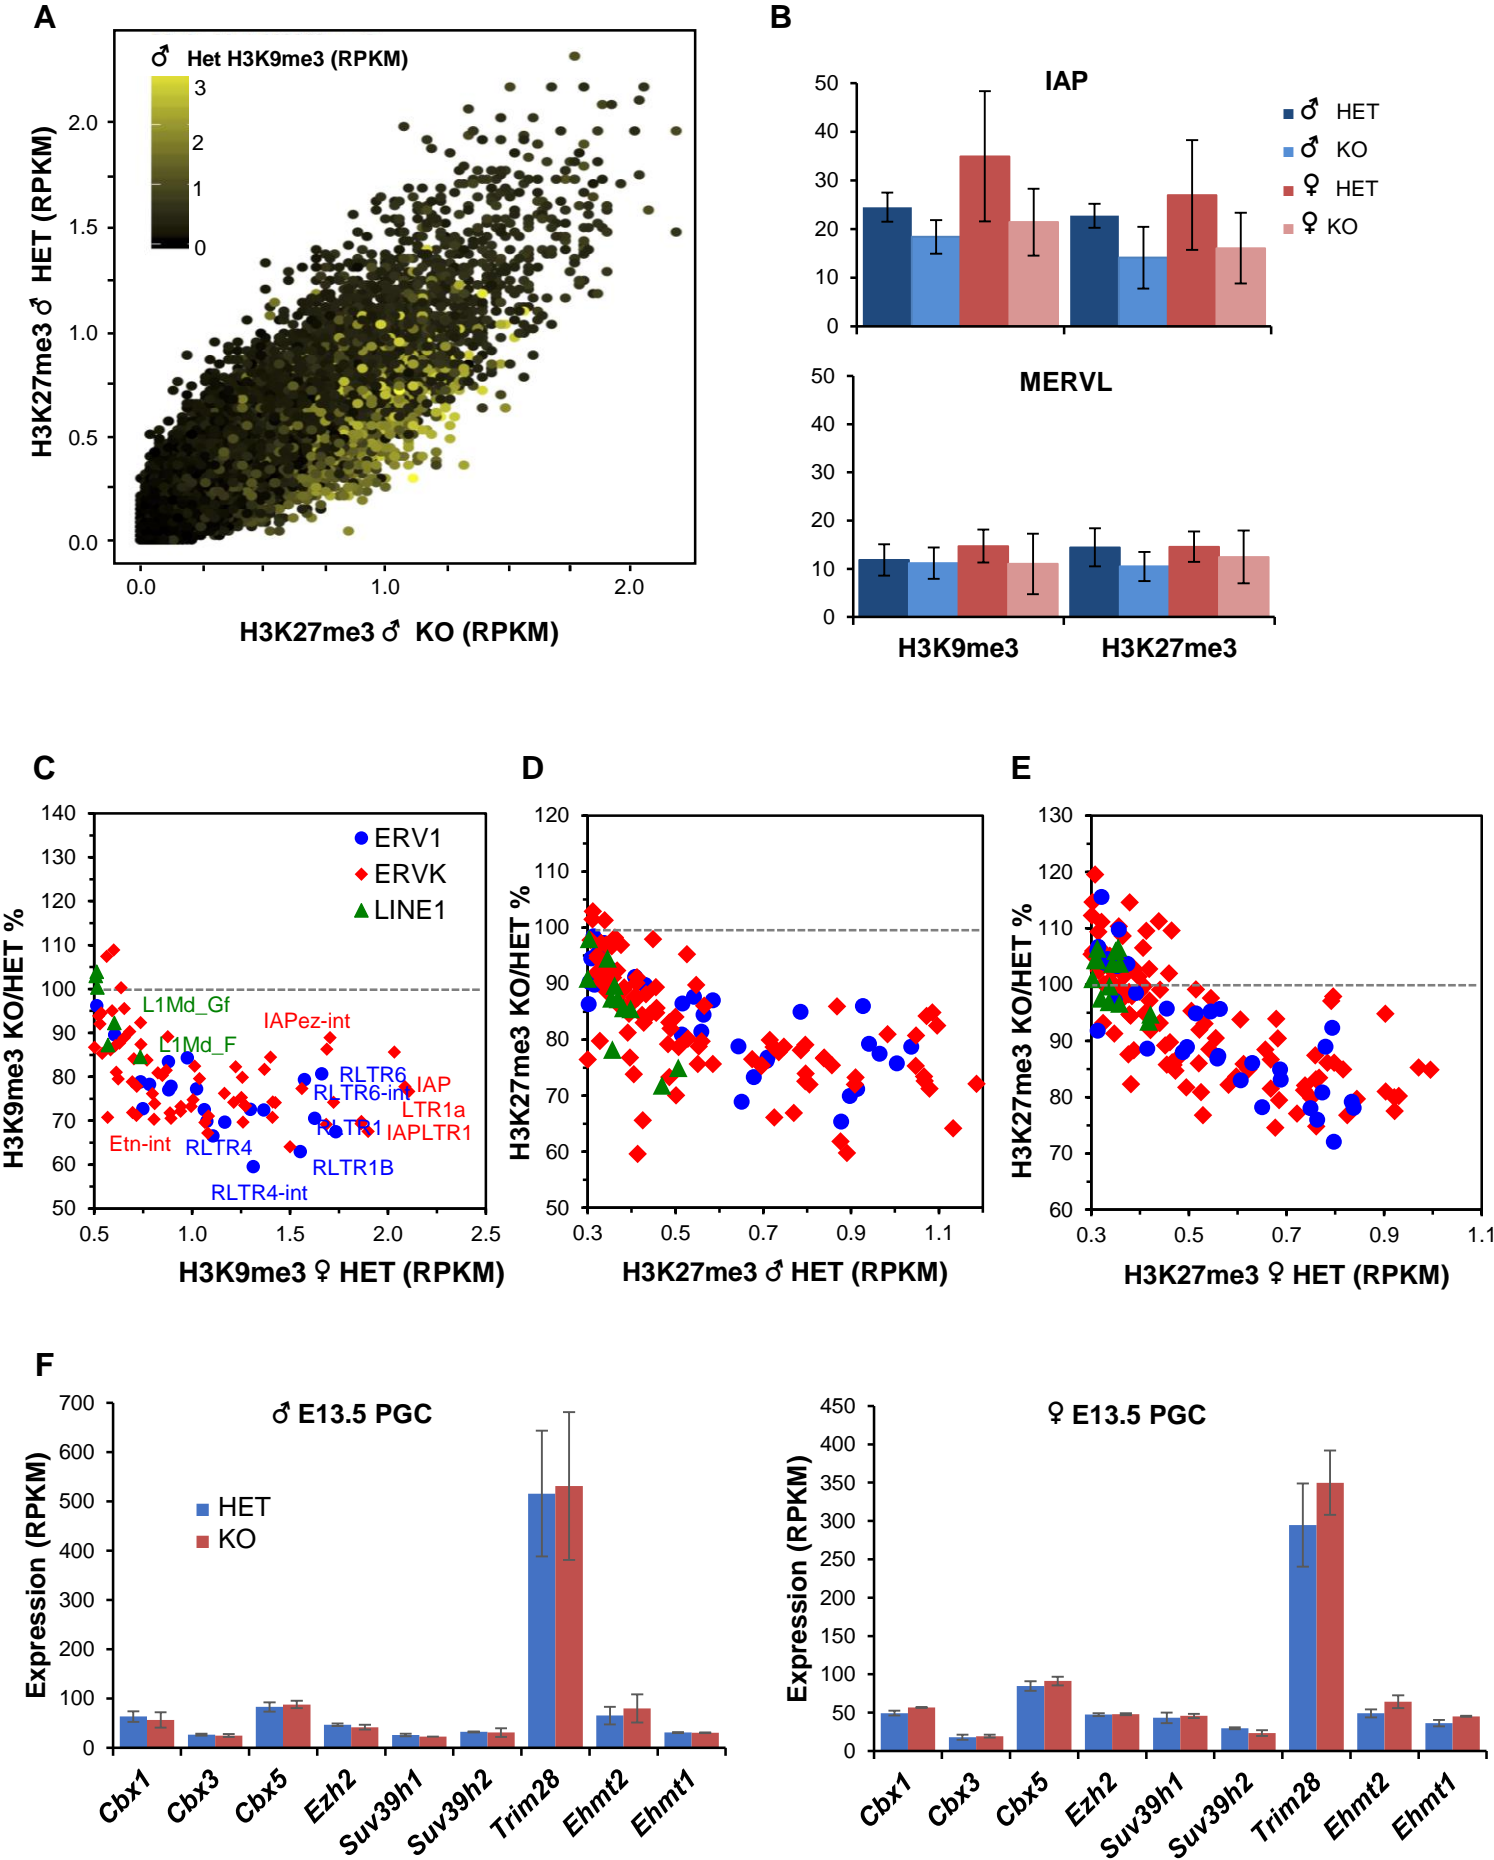 A
♂ Het H3K9me3 (RPKM)
3
2
1
0
H3K27me3 ♂ HET (RPKM)
2.0
1.5
1.0
0.5
0.0
0.0 1.0 2.0
H3K27me3 ♂ KO (RPKM)
B
IAP
50
40
30
20
10
0
♂ HET
♂ KO
♀ HET
♀ KO
MERVL
50
40
30
20
10
0
H3K9me3 H3K27me3
C
H3K9me3 KO/HET %
140
130
120
110
100
90
80
70
60
50
ERV1
ERVK
LINE1
L1Md_Gf
L1Md_F
IAPez-int
RLTR6
RLTR6-int
IAP
LTR1a
RLTR1
IAPLTR1
Etn-int
RLTR4
RLTR1B
RLTR4-int
0.5 1.0 1.5 2.0 2.5
H3K9me3 ♀ HET (RPKM)
D
H3K27me3 KO/HET %
120
110
100
90
80
70
60
50
0.3 0.5 0.7 0.9 1.1
H3K27me3 ♂ HET (RPKM)
E
H3K27me3 KO/HET %
130
120
110
100
90
80
70
60
0.3 0.5 0.7 0.9 1.1
H3K27me3 ♀ HET (RPKM)
F
♂ E13.5 PGC
Expression (RPKM)
700
600
500
400
300
200
100
0
HET
KO
Cbx1 Cbx3 Cbx5 Ezh2 Suv39h1 Suv39h2 Trim28 Ehmt2 Ehmt1
♀ E13.5 PGC
Expression (RPKM)
450
400
350
300
250
200
150
100
50
0
Cbx1 Cbx3 Cbx5 Ezh2 Suv39h1 Suv39h2 Trim28 Ehmt2 Ehmt1